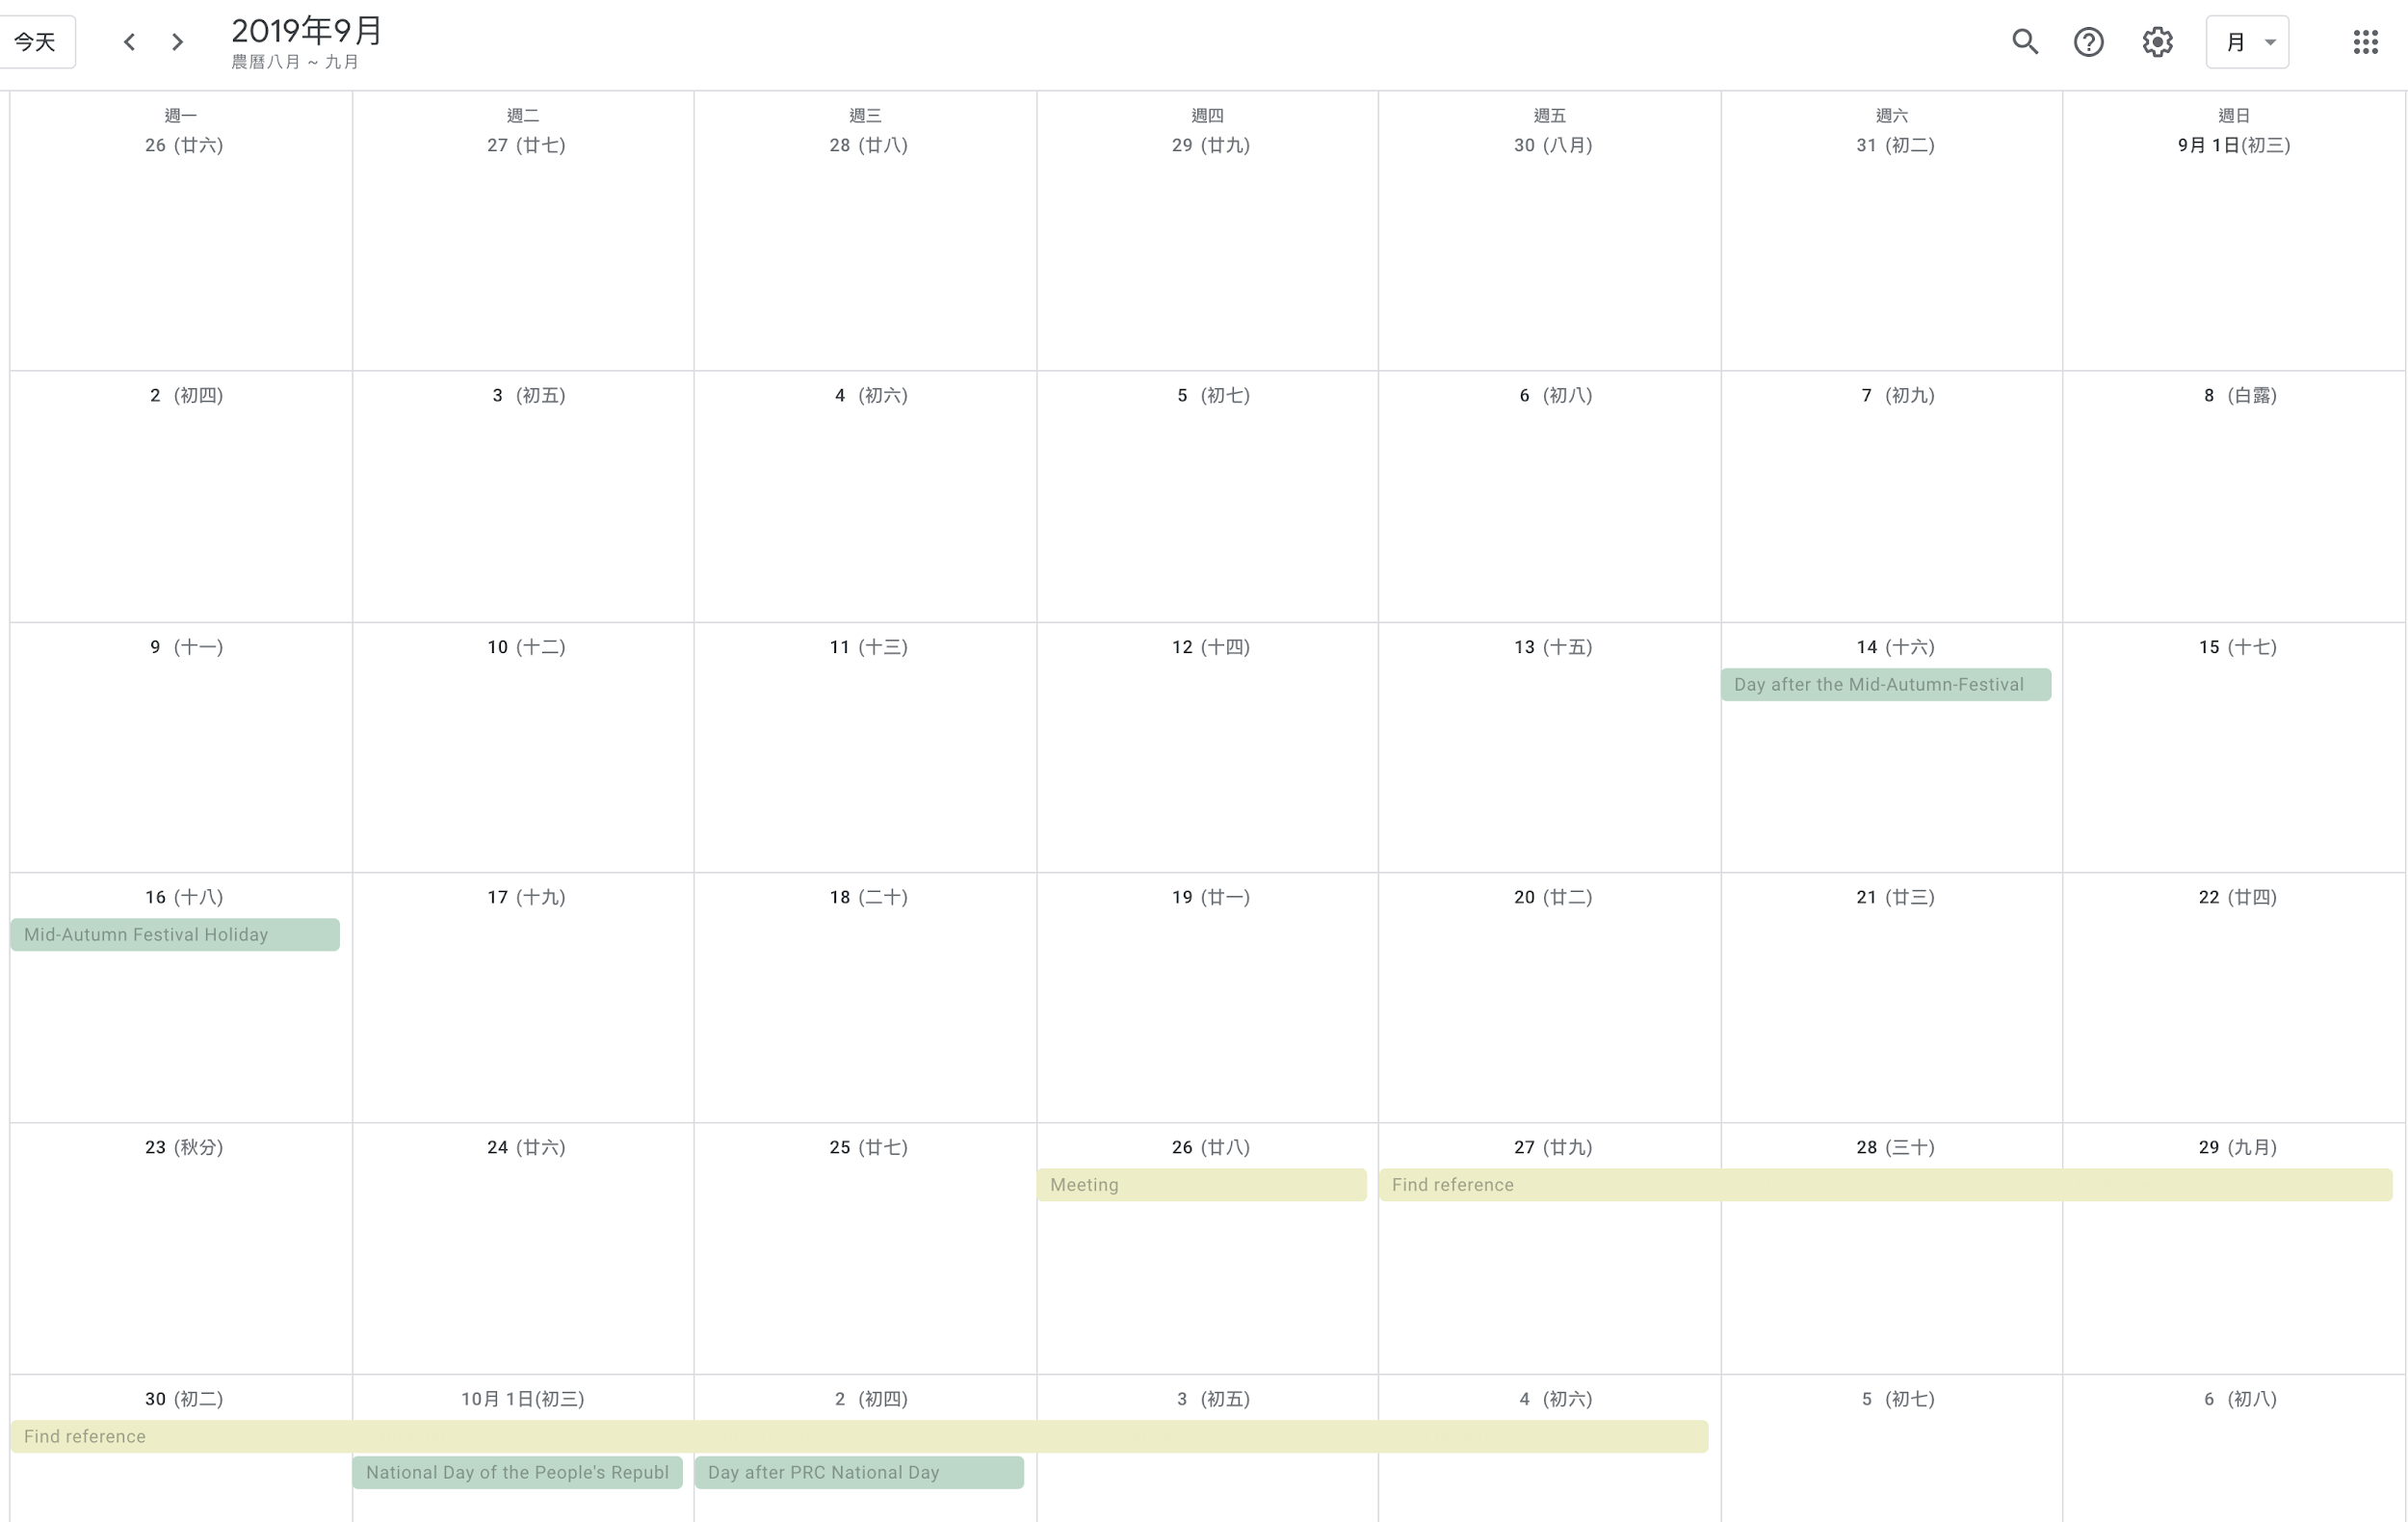 今天
2019年9月
農曆八月 ~ 九月
月
週一 週二 週三 週四 週五 週六 週日
26 (廿六) 27 (廿七) 28 (廿八) 29 (廿九) 30 (八月) 31 (初二) 9月 1日(初三)
2 (初四) 3 (初五) 4 (初六) 5 (初七) 6 (初八) 7 (初九) 8 (白露)
9 (十一) 10 (十二) 11 (十三) 12 (十四) 13 (十五) 14 (十六) 15 (十七)
Day after the Mid-Autumn-Festival
16 (十八) 17 (十九) 18 (二十) 19 (廿一) 20 (廿二) 21 (廿三) 22 (廿四)
Mid-Autumn Festival Holiday
23 (秋分) 24 (廿六) 25 (廿七) 26 (廿八) 27 (廿九) 28 (三十) 29 (九月)
Meeting Find reference
30 (初二) 10月 1日(初三) 2 (初四) 3 (初五) 4 (初六) 5 (初七) 6 (初八)
Find reference
National Day of the People's Republ Day after PRC National Day